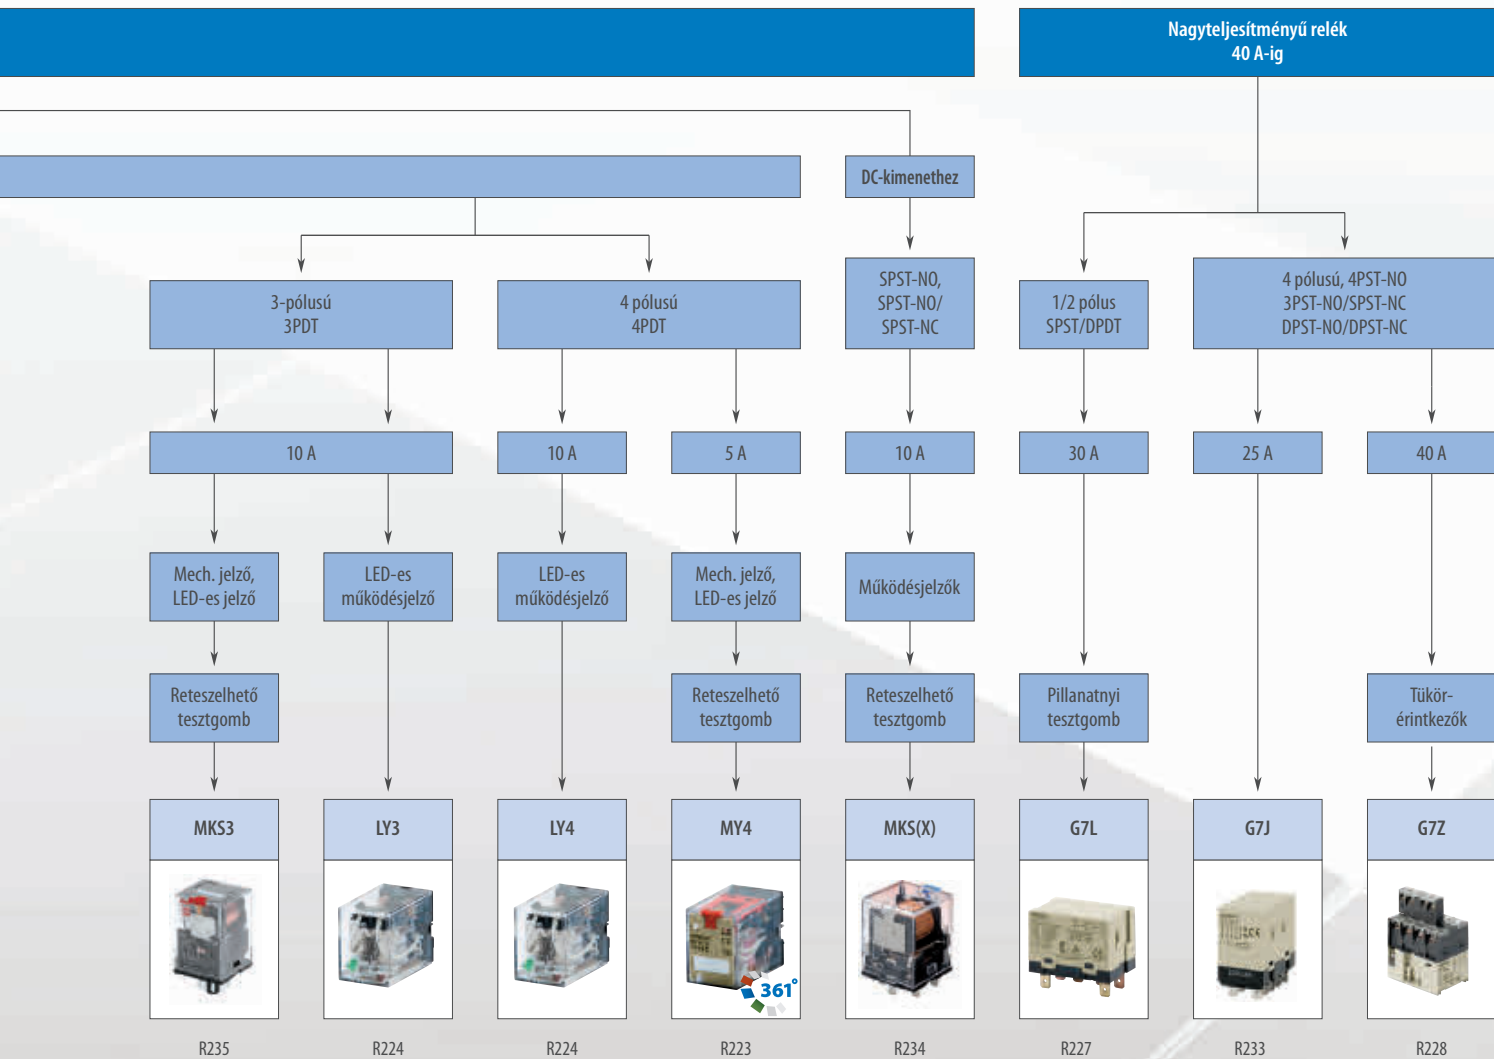 Nagyteljesítményű relék
40 A-ig
DC-kimenethez
3-pólusú
3PDT
4 pólusú
4PDT
SPST-NO,
SPST-NO/
SPST-NC
1/2 pólus
SPST/DPDT
4 pólusú, 4PST-NO
3PST-NO/SPST-NC
DPST-NO/DPST-NC
10 A
10 A
5 A
10 A
30 A
25 A
40 A
Mech. jelző,
LED-es jelző
LED-es
működésjelző
LED-es
működésjelző
Mech. jelző,
LED-es jelző
Működésjelzők
Reteszelhető
tesztgomb
Reteszelhető
tesztgomb
Reteszelhető
tesztgomb
Pillanatnyi
tesztgomb
Tükör-
érintkezők
MKS3
LY3
LY4
MY4
MKS(X)
G7L
G7J
G7Z
361°
R235
R224
R224
R223
R234
R227
R233
R228